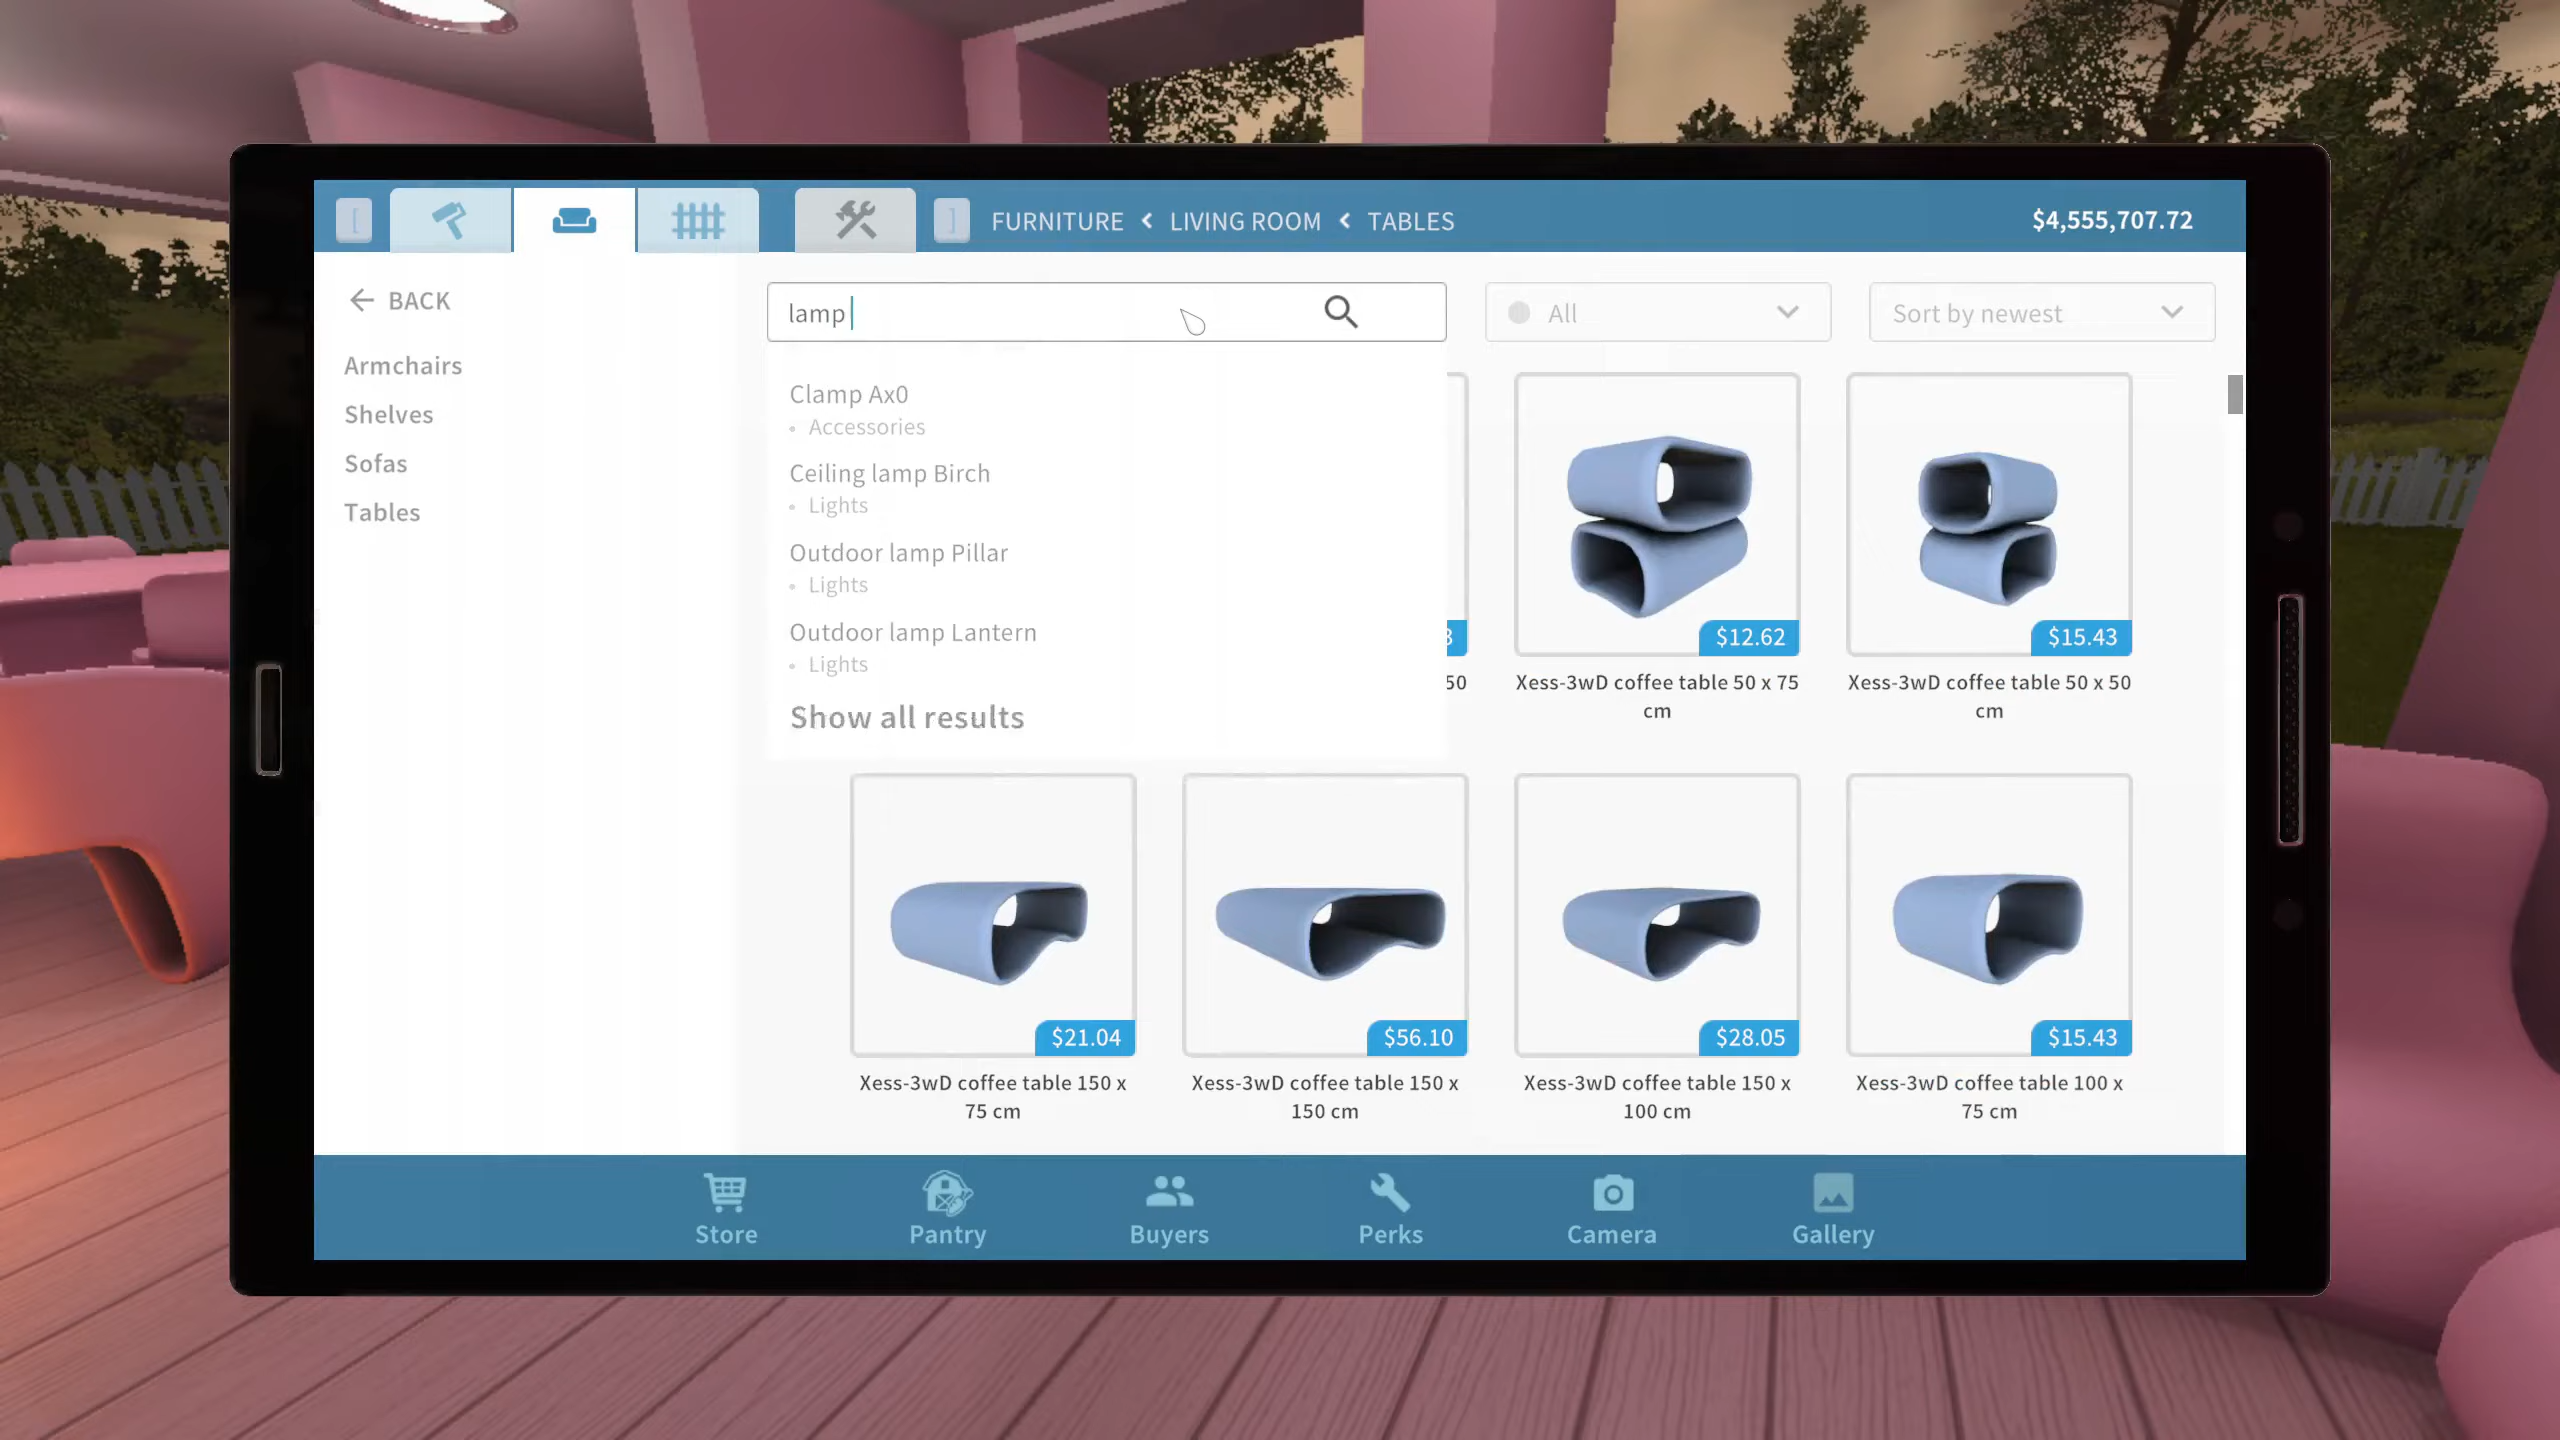 [
]
FURNITURE < LIVING ROOM < TABLES
$4,555,707.72
BACK
Armchairs
Shelves
Sofas
Tables
lamp
All
Sort by newest
Clamp Ax0
• Accessories
Ceiling lamp Birch
• Lights
Outdoor lamp Pillar
• Lights
Outdoor lamp Lantern
• Lights
Show all results
50
$12.62
Xess-3wD coffee table 50 x 75
cm
$15.43
Xess-3wD coffee table 50 x 50
cm
$21.04
Xess-3wD coffee table 150 x
75 cm
$56.10
Xess-3wD coffee table 150 x
150 cm
$28.05
Xess-3wD coffee table 150 x
100 cm
$15.43
Xess-3wD coffee table 100 x
75 cm
Store
Pantry
Buyers
Perks
Camera
Gallery